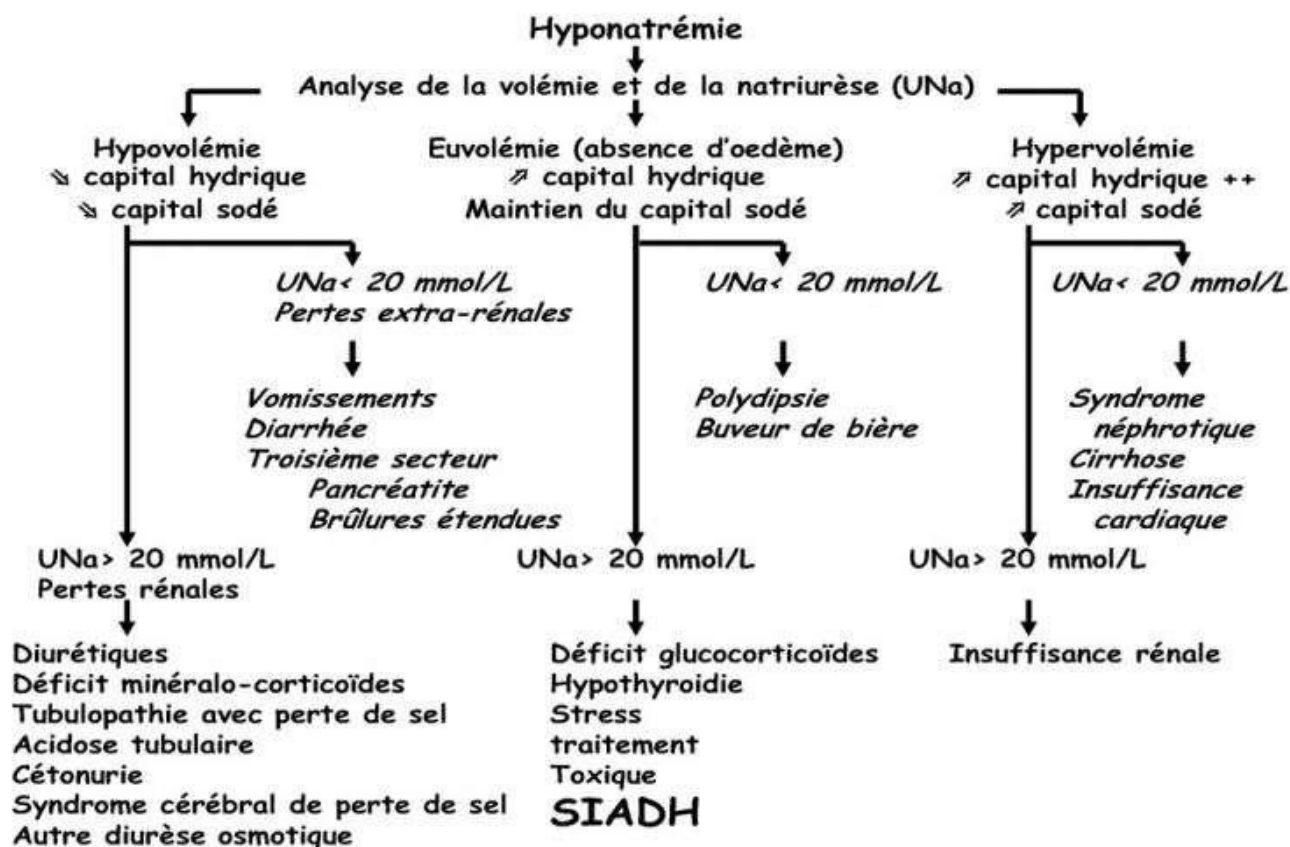 Hyponatrémie
Analyse de la volémie et de la natriurèse (UNa)
Hypovolémie
⇘ capital hydrique
⇘ capital sodé
UNa< 20 mmol/L
Pertes extra-rénales
Vomissements
Diarrhée
Troisième secteur
Pancréatite
Brûlures étendues
UNa> 20 mmol/L
Pertes rénales
Diurétiques
Déficit minéralo-corticoïdes
Tubulopathie avec perte de sel
Acidose tubulaire
Cétonurie
Syndrome cérébral de perte de sel
Autre diurèse osmotique
Euvolémie (absence d'oedème)
⇗ capital hydrique
Maintien du capital sodé
UNa< 20 mmol/L
Polydipsie
Buveur de bière
UNa> 20 mmol/L
Déficit glucocorticoïdes
Hypothyroidie
Stress
traitement
Toxique
SIADH
Hypervolémie
⇗ capital hydrique ++
⇗ capital sodé
UNa< 20 mmol/L
Syndrome
néphrotique
Cirrhose
Insuffisance
cardiaque
UNa> 20 mmol/L
Insuffisance rénale